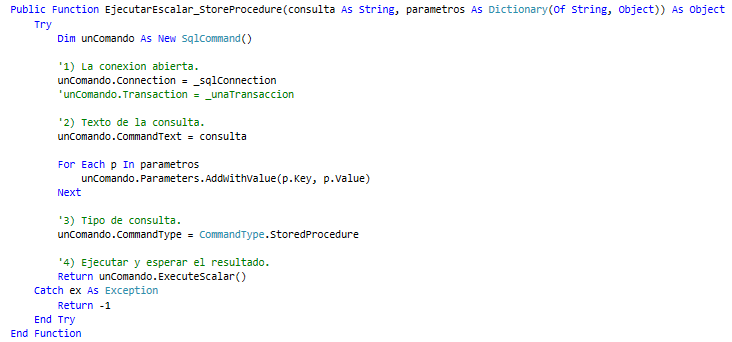 Public Function EjecutarEscalar_StoreProcedure(consulta As String, parametros As Dictionary(Of String, Object)) As Object
Try
Dim unComando As New SqlCommand()
'1) La conexion abierta.
unComando.Connection = _sqlConnection
'unComando.Transaction = _unaTransaccion
'2) Texto de la consulta.
unComando.CommandText = consulta
For Each p In parametros
unComando.Parameters.AddWithValue(p.Key, p.Value)
Next
'3) Tipo de consulta.
unComando.CommandType = CommandType.StoredProcedure
'4) Ejecutar y esperar el resultado.
Return unComando.ExecuteScalar()
Catch ex As Exception
Return -1
End Try
End Function